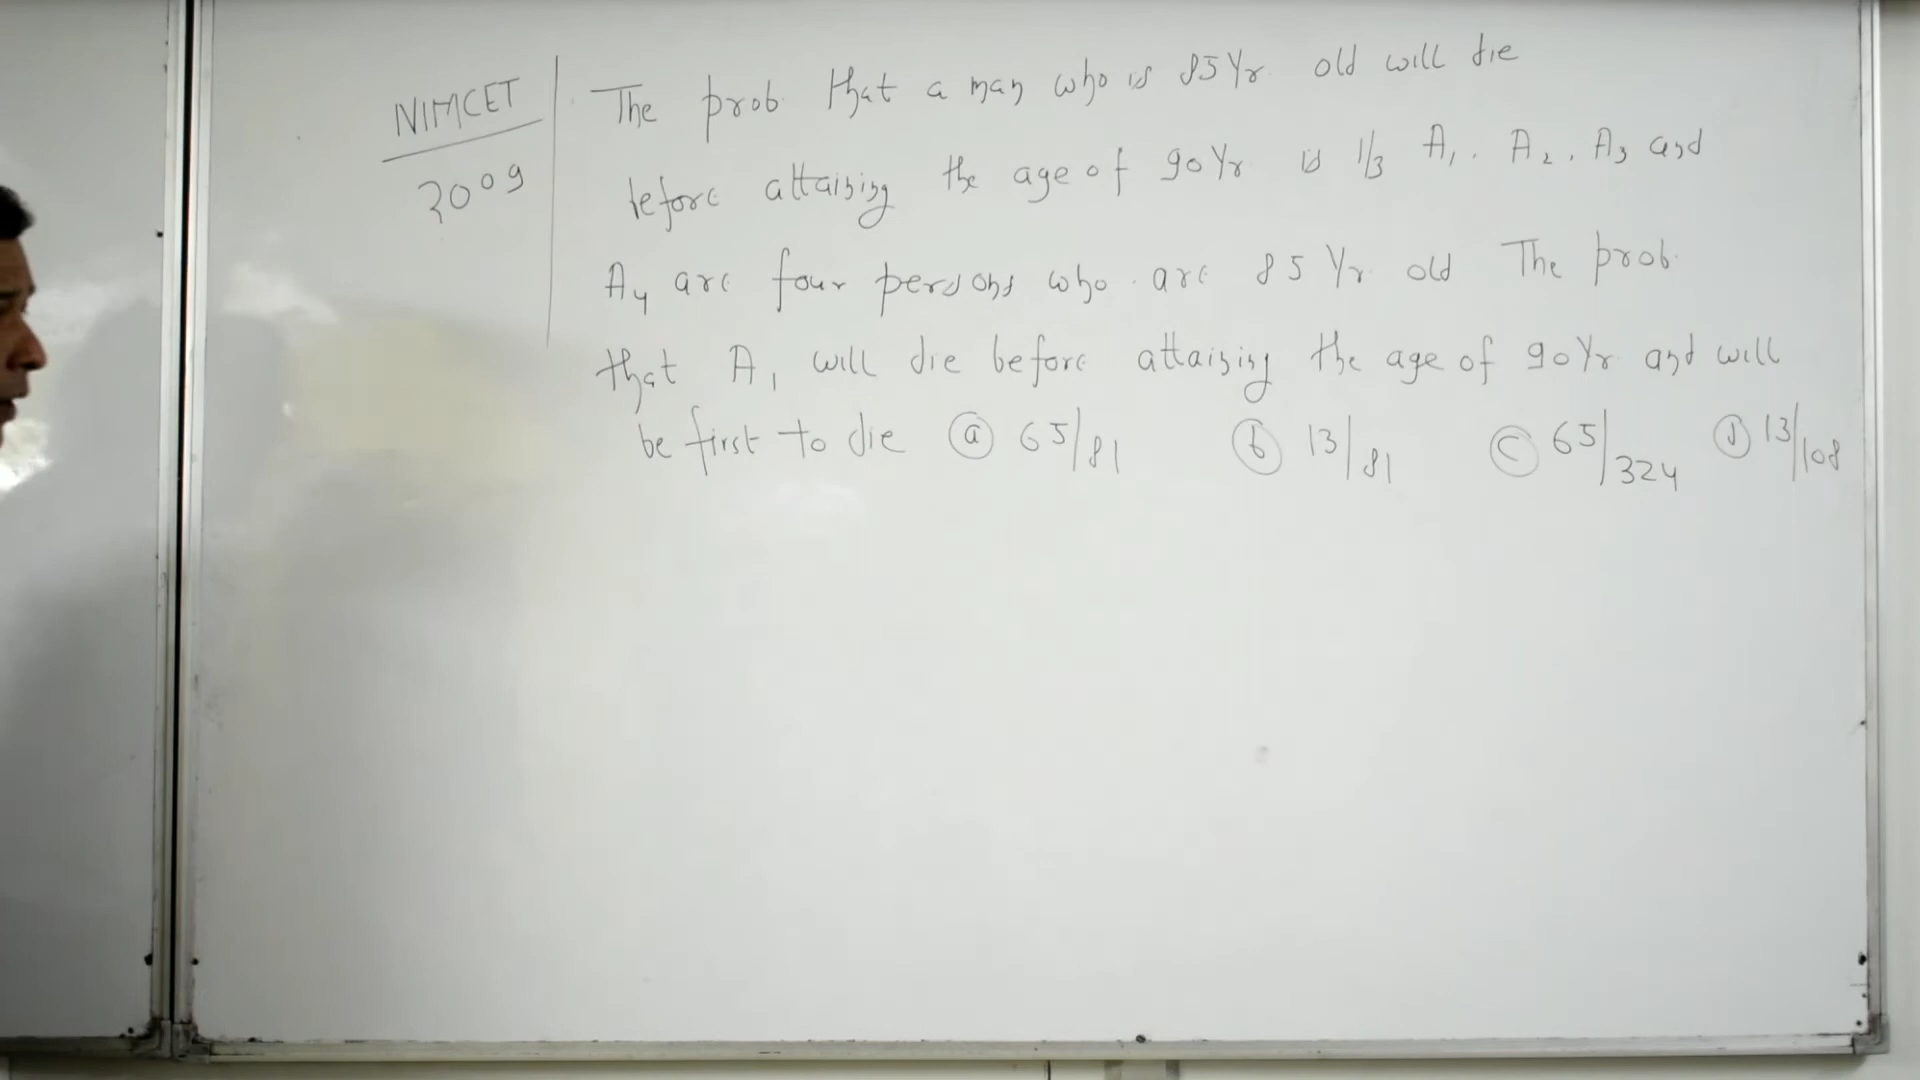 NIMCET
2009
The prob. that a man who is 85 Yr. old will die
before attaining the age of 90 Yr is 1/3 A1, A2, A3 and
A4 are four persons who are 85 Yr. old The prob.
that A1 will die before attaining the age of 90 Yr and will
be first to die (a) 65/81 (b) 13/81 (c) 65/324 (d) 13/108